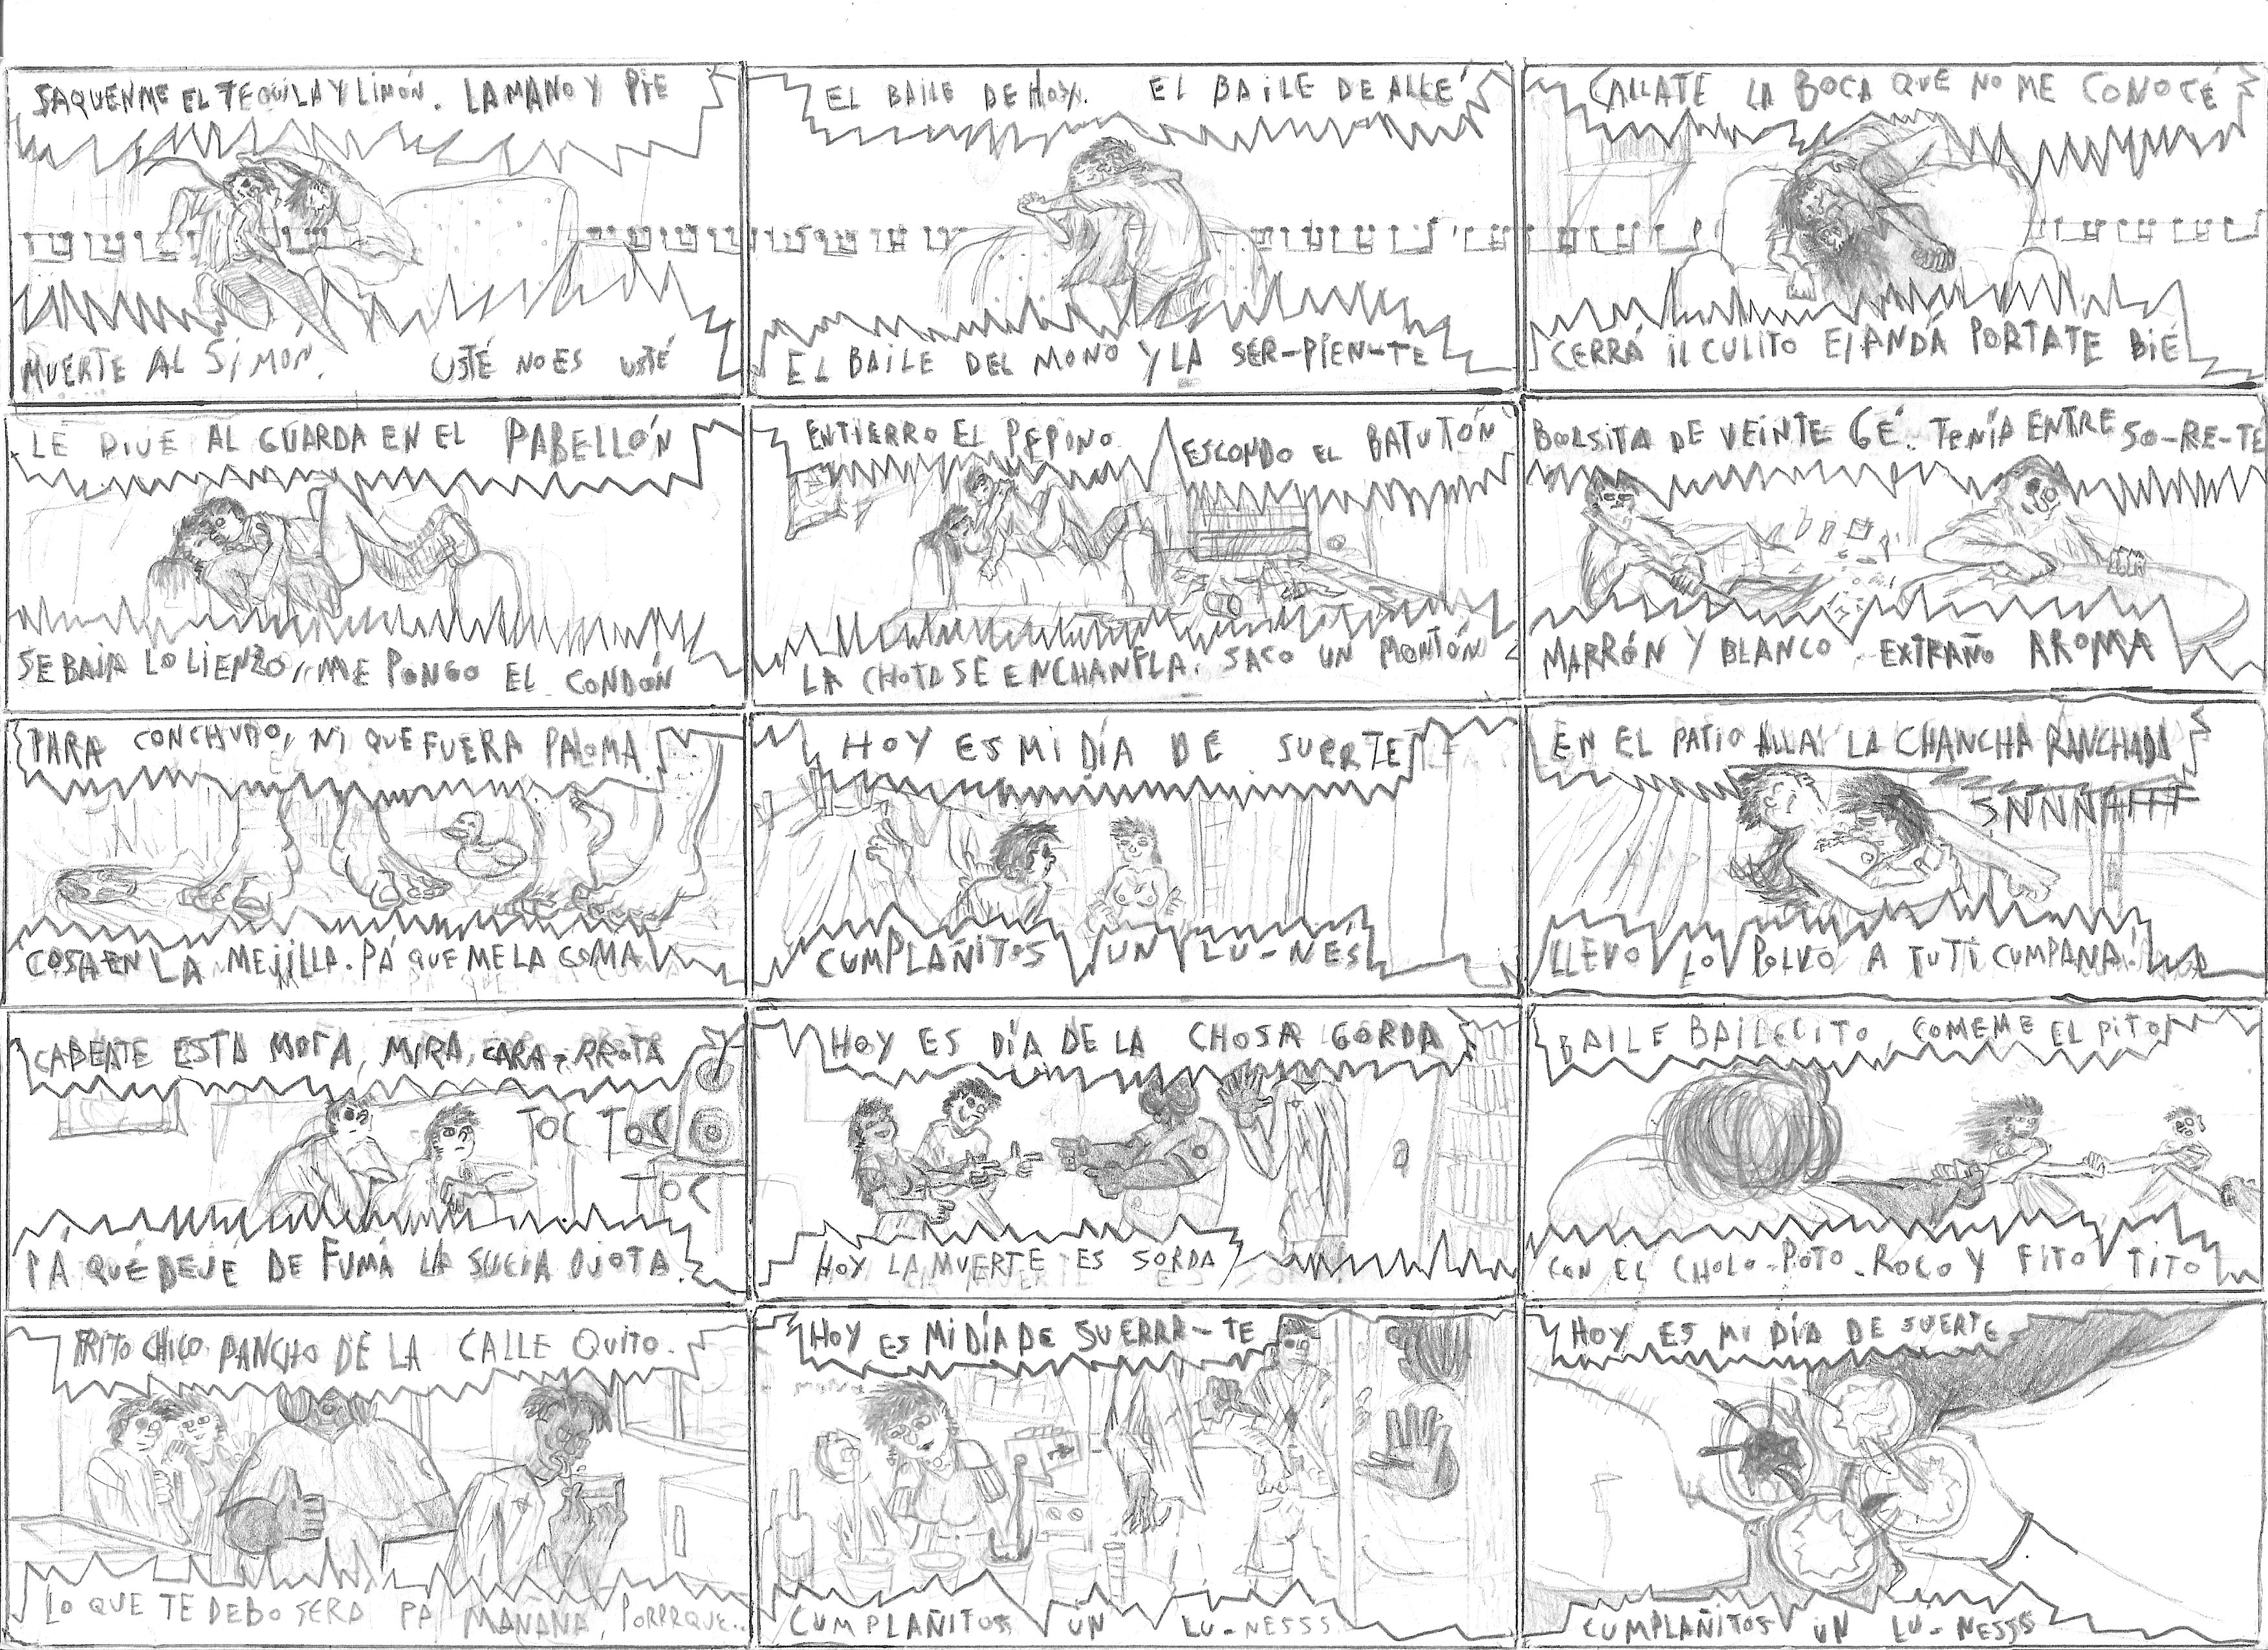 SAQUENME EL TEQUILA Y LIMÓN. LA MANO Y PIE
MUERTE AL SIMÓN. USTÉ NO ES USTÉ
EL BAILE DE HOY. EL BAILE DE ALLÉ
EL BAILE DEL MONO Y LA SER-PIEN-TE
CALLATE LA BOCA QUE NO ME CONOCÉ
CERRÁ IL CULITO EI ANDÁ PORTATE BIÉ
LE DIJE AL GUARDA EN EL PABELLÓN
SE BAJA LO LIENZO, ME PONGO EL CONDÓN
ENTIERRO EL PEPINO.
ESCONDO EL BATUTÓN
LA CHOTA SE ENCHANFLA. SACO UN MONTÓN
BOLSITA DE VEINTE GÉ. TENÍA ENTRE SO-RE-TE
MARRÓN Y BLANCO. EXTRAÑO AROMA
PARA CONCHUDO, NI QUE FUERA PALOMA
COSA EN LA MEJILLA. PÁ QUE ME LA COMA
HOY ES MI DÍA DE SUERTE
CUMPLAÑITOS UN LU-NES
EN EL PATIO ALLÁ! LA CHANCHA RANCHADA
SNNNAFFF
LLEVO LO POLVO A TUTI CUMPANA!
CABEATE ESTA MOTA, MIRA, CARA-RROTA
TOC TOC
TOC
PÁ QUÉ DEJÉ DE FUMÁ LA SUCIA OJOTA.
HOY ES DÍA DE LA CHOSA GORDA
HOY LA MUERTE ES SORDA
BAILE BAILECITO, COMEME EL PITO
CON EL CHOLO-POTO-ROCO Y FITO TITO
FRITO CHICO PANCHO DE LA CALLE QUITO.
LO QUE TE DEBO SERÁ PA MAÑANA, PORRRQUE..
HOY ES MI DÍA DE SUERRR-TE
CUMPLAÑITOS UN LU-NESSS
HOY ES MI DÍA DE SUERTE
CUMPLAÑITOS UN LU-NESSS